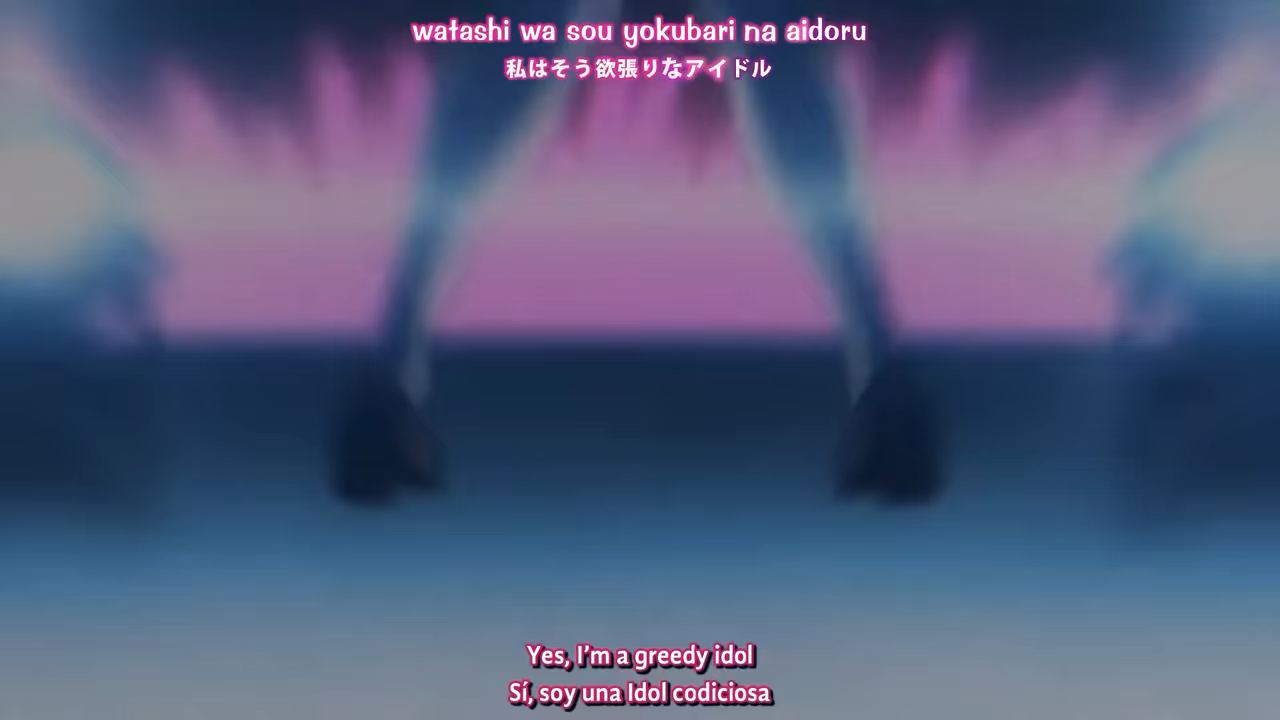 watashi wa sou yokubari na aidoru
私はそう欲張りなアイドル
Yes, I'm a greedy idol
Sí, soy una Idol codiciosa